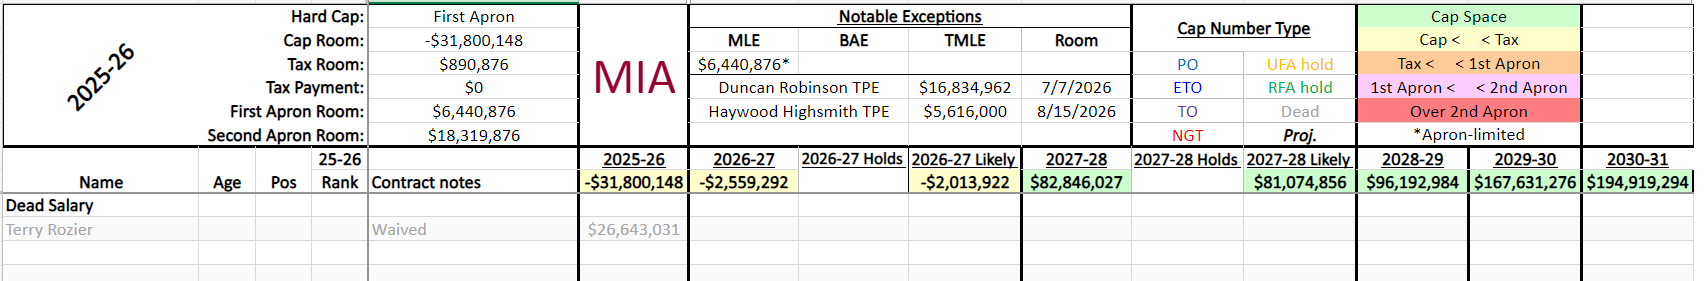 2025-26
Hard Cap: First Apron MIA Notable Exceptions Cap Number Type Cap Space
Cap Room: -$31,800,148 MLE BAE TMLE Room Cap < < Tax
Tax Room: $890,876 $6,440,876* PO UFA hold Tax < < 1st Apron
Tax Payment: $0 Duncan Robinson TPE $16,834,962 7/7/2026 ETO RFA hold 1st Apron < < 2nd Apron
First Apron Room: $6,440,876 Haywood Highsmith TPE $5,616,000 8/15/2026 TO Dead Over 2nd Apron
Second Apron Room: $18,319,876 NGT Proj. *Apron-limited
25-26 2025-26 2026-27 2026-27 Holds 2026-27 Likely 2027-28 2027-28 Holds 2027-28 Likely 2028-29 2029-30 2030-31
Name Age Pos Rank Contract notes -$31,800,148 -$2,559,292 -$2,013,922 $82,846,027 $81,074,856 $96,192,984 $167,631,276 $194,919,294
Dead Salary
Terry Rozier Waived $26,643,031